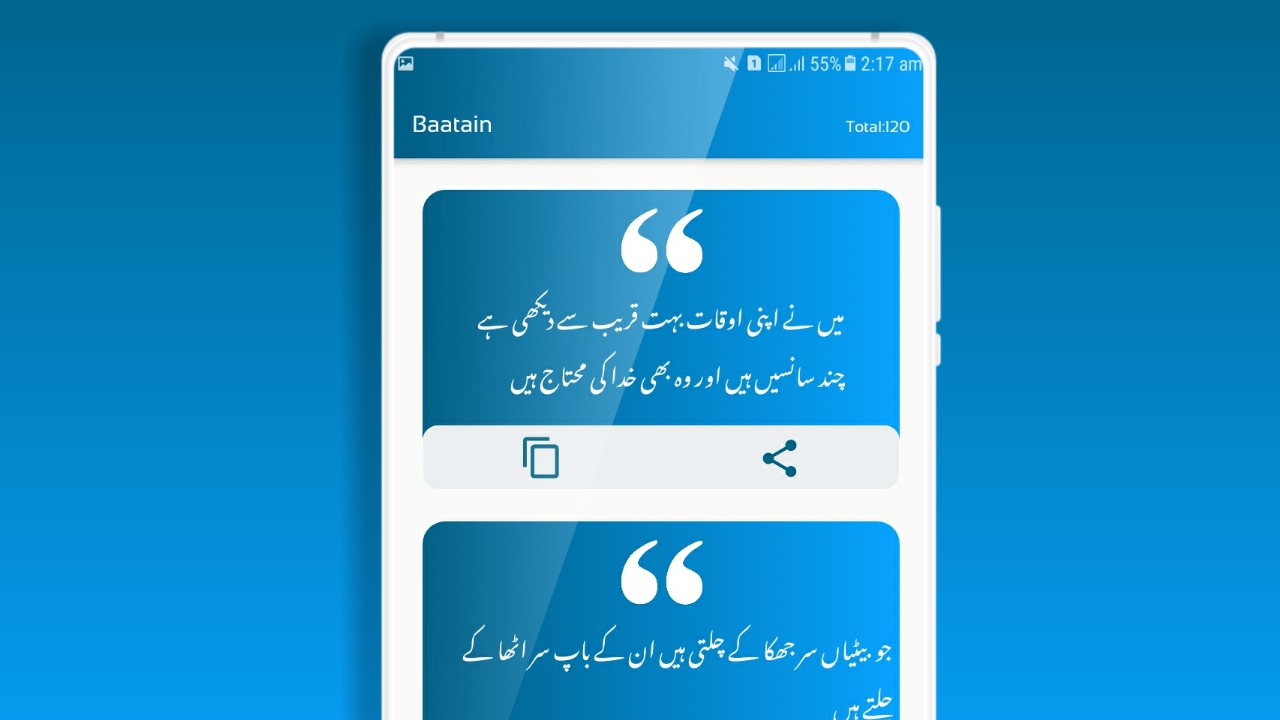 55% 2:17 am
Baatain
Total:120
میں نے اپنی اوقات بہت قریب سے دیکھی ہے
چند سانسیں ہیں اور وہ بھی خدا کی محتاج ہیں
جو بیٹیاں سر جھکا کے چلتی ہیں ان کے باپ سر اٹھا کے
چلتے ہیں